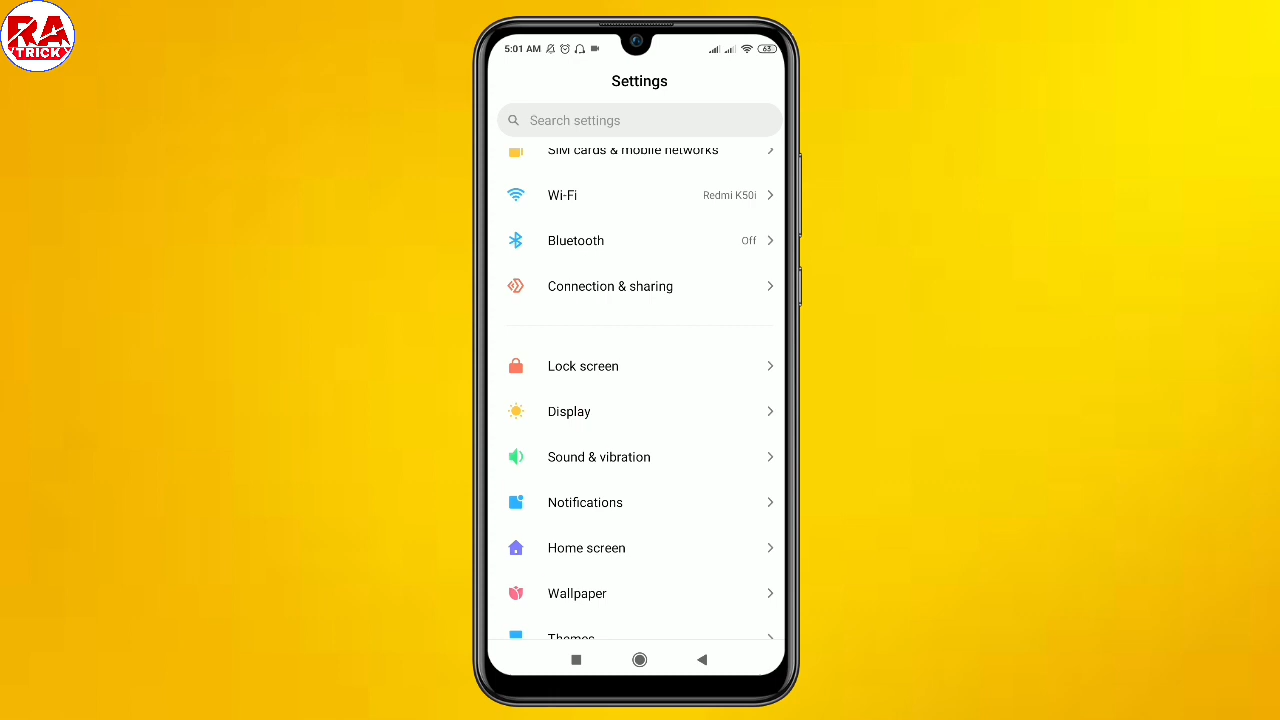 RA
TRICK
5:01 AM
63
Settings
Search settings
SIM cards & mobile networks
Wi-Fi
Redmi K50i
Bluetooth
Off
Connection & sharing
Lock screen
Display
Sound & vibration
Notifications
Home screen
Wallpaper
Themes